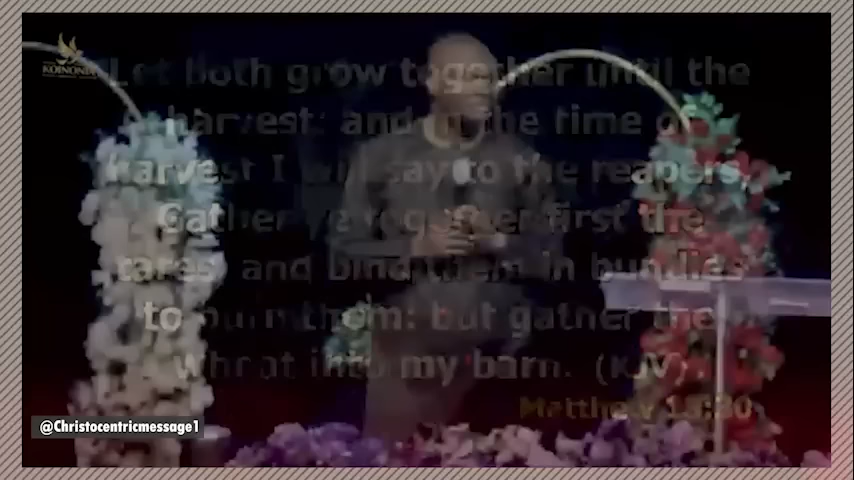 KOINONIA
Let both grow together until the
harvest: and in the time of
harvest I will say to the reapers,
Gather ye together first the
tares, and bind them in bundles
to burn them: but gather the
wheat into my barn. (KJV)
Matthew 13:30
@Christocentricmessage1